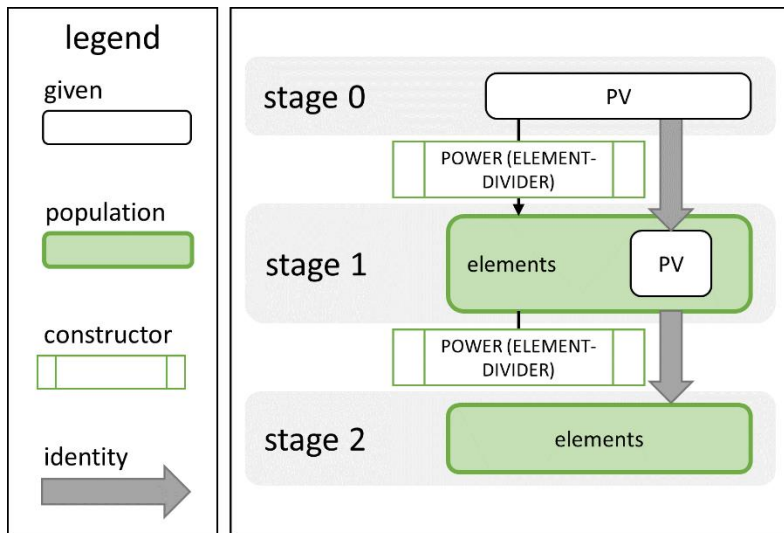 legend
given
population
constructor
identity
stage 0
PV
POWER (ELEMENT-
DIVIDER)
stage 1
elements
PV
POWER (ELEMENT-
DIVIDER)
stage 2
elements